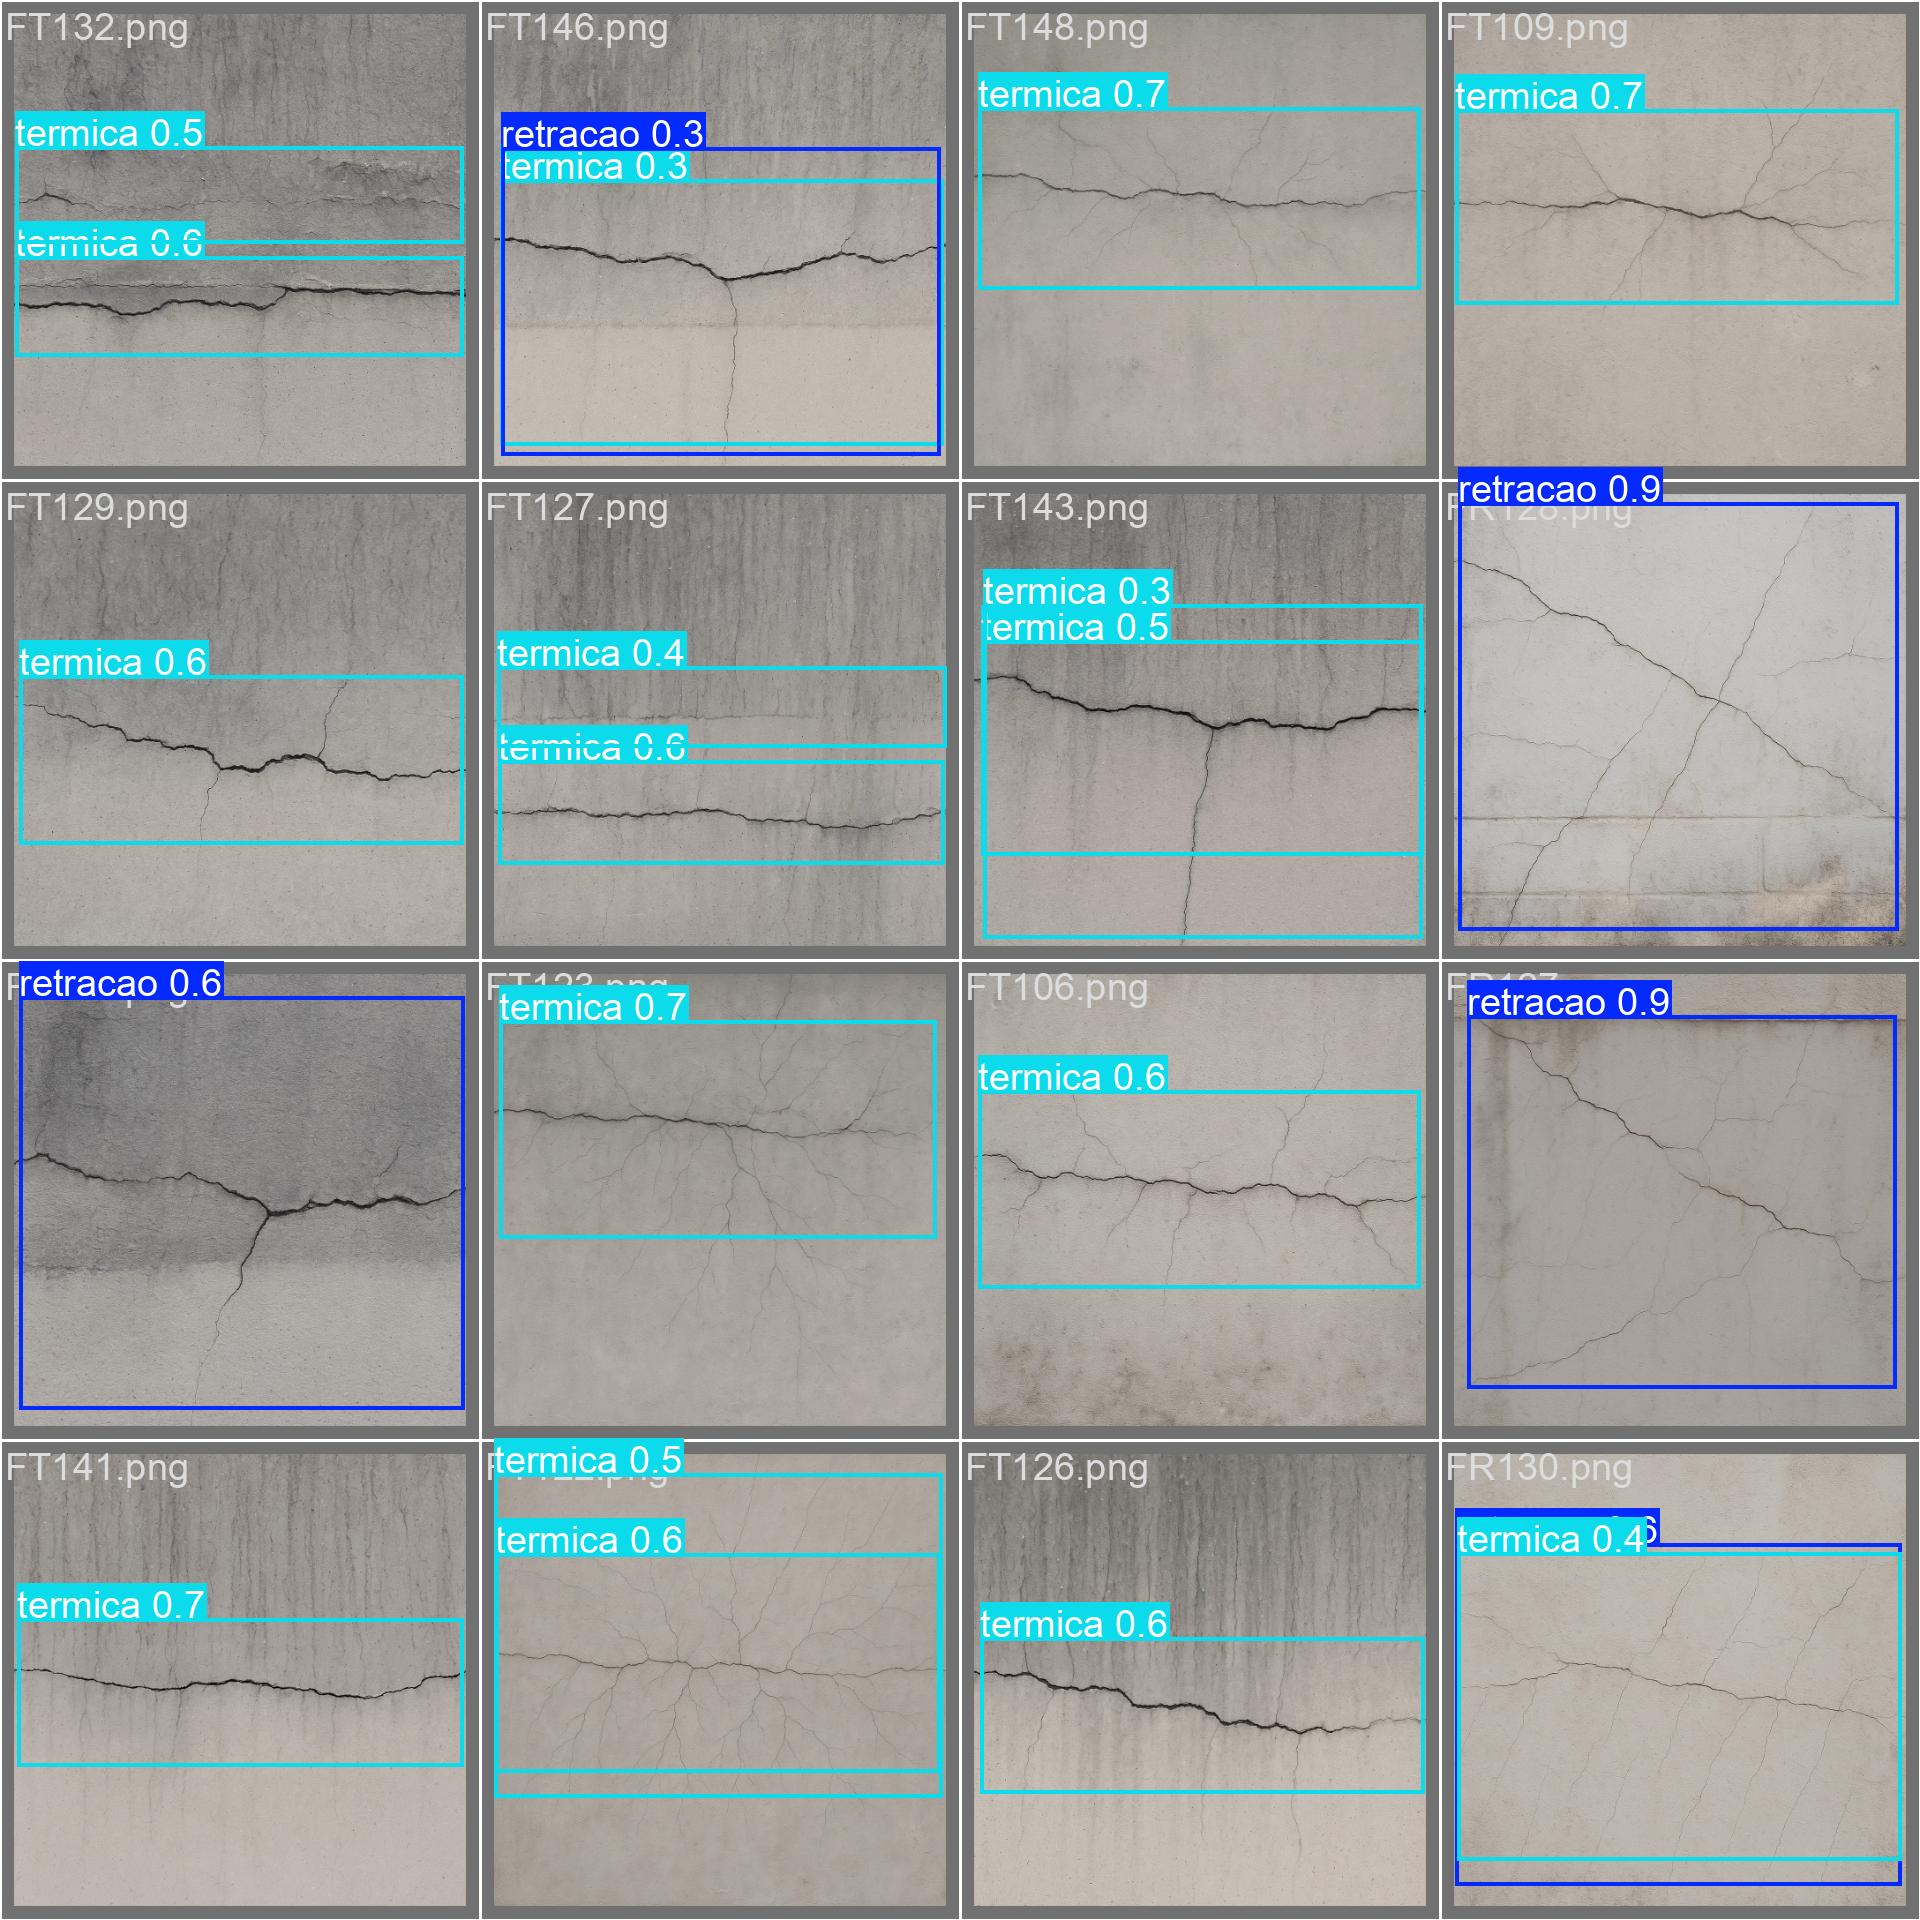 FT132.png
termica 0.5
termica 0.6
FT146.png
retracao 0.3
termica 0.3
FT148.png
termica 0.7
FT109.png
termica 0.7
FT129.png
termica 0.6
FT127.png
termica 0.4
termica 0.6
FT143.png
termica 0.3
termica 0.5
retracao 0.9
FR128.png
retracao 0.6
FT123.png
termica 0.7
FT106.png
termica 0.6
retracao 0.9
FT141.png
termica 0.7
termica 0.5
termica 0.6
FT126.png
termica 0.6
FR130.png
termica 0.4